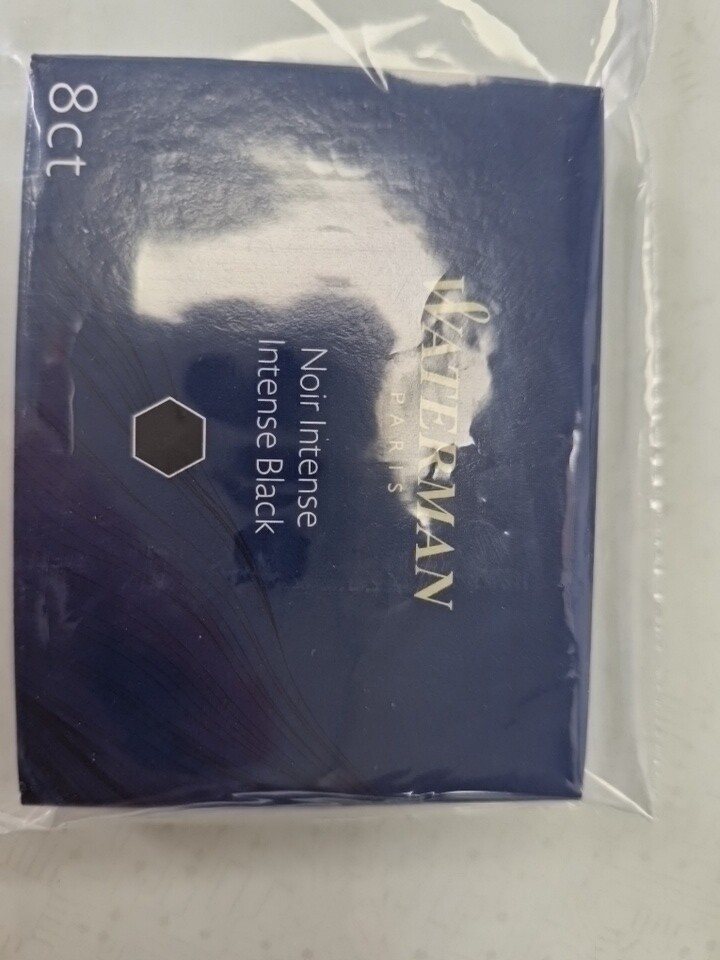 WATERMAN
PARIS
Noir Intense
Intense Black
8ct